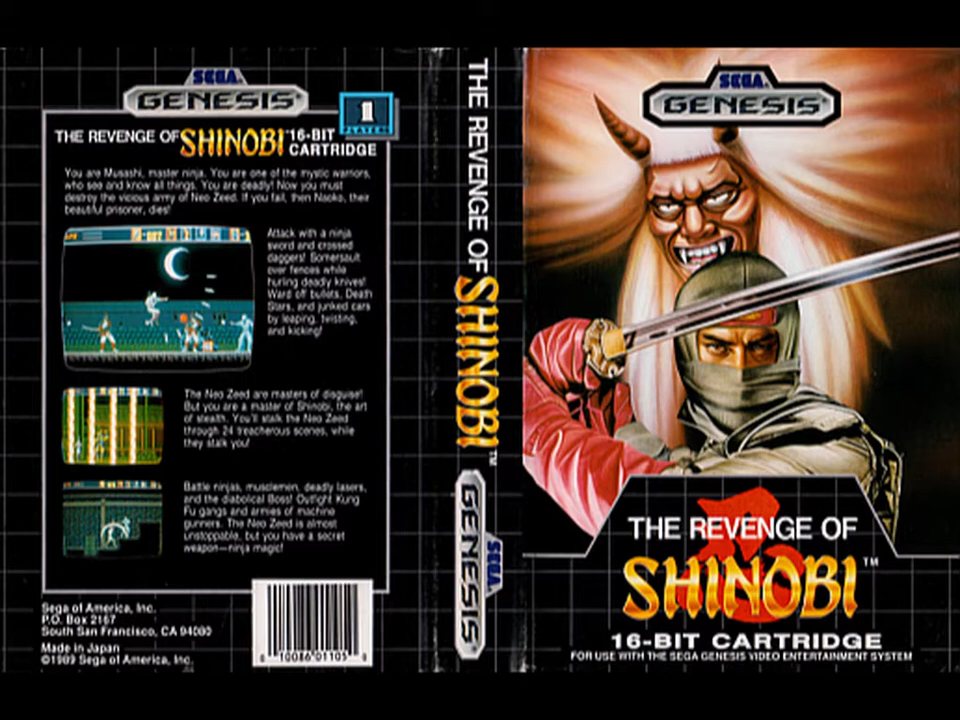 SEGA
GENESIS
1
PLAYER
THE REVENGE OF SHINOBI™ 16-BIT
CARTRIDGE
You are Musashi, master ninja. You are one of the mystic warriors,
who see and know all things. You are deadly! Now you must
destroy the vicious army of Neo Zeed. If you fail, then Naoko, their
beautiful prisoner, dies!
Attack with a ninja
sword and crossed
daggers! Somersault
over fences while
hurling deadly knives!
Ward off bullets, Death
Stars, and junked cars
by leaping, twisting,
and kicking!
The Neo Zeed are masters of disguise!
But you are a master of Shinobi, the art
of stealth. You'll stalk the Neo Zeed
through 24 treacherous scenes, while
they stalk you!
Battle ninjas, musclemen, deadly lasers,
and the diabolical Boss! Outfight Kung
Fu gangs and armies of machine
gunners. The Neo Zeed is almost
unstoppable, but you have a secret
weapon—ninja magic!
Sega of America, Inc.
P.O. Box 2167
South San Francisco, CA 94080
Made in Japan
©1989 Sega of America, Inc.
0 10086 01105 8
THE REVENGE OF SHINOBI™
SEGA
GENESIS
SEGA
GENESIS
忍
THE REVENGE OF
SHINOBI™
16-BIT CARTRIDGE
FOR USE WITH THE SEGA GENESIS VIDEO ENTERTAINMENT SYSTEM